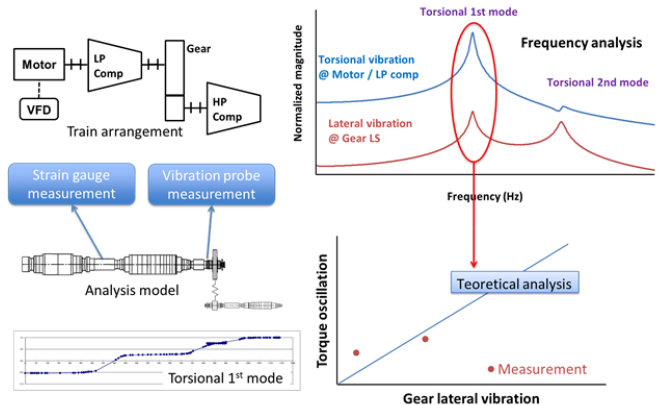 Motor
VFD
LP
Comp
Gear
HP
Comp
Train arrangement
Strain gauge
measurement
Vibration probe
measurement
Analysis model
Torsional 1st mode
Torsional 1st mode
Frequency analysis
Torsional vibration
@ Motor / LP comp
Torsional 2nd mode
Lateral vibration
@ Gear LS
Normalized magnitude
Frequency (Hz)
Teoretical analysis
Torque oscillation
Measurement
Gear lateral vibration